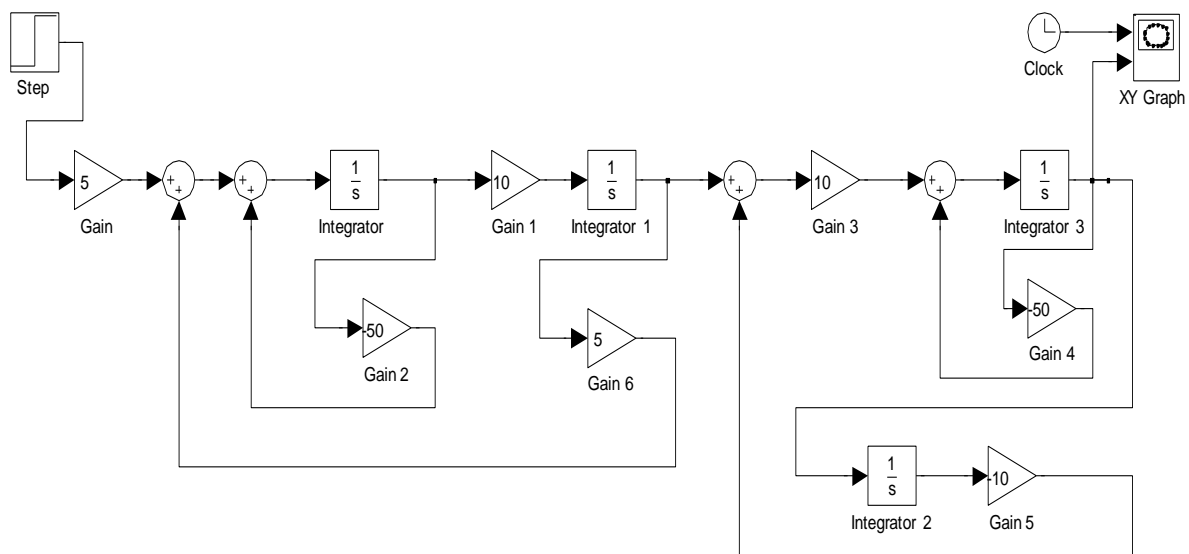 Step
Clock
XY Graph
5
Gain
+
+
+
+
1
s
Integrator
10
Gain 1
1
s
Integrator 1
+
+
10
Gain 3
+
+
1
s
Integrator 3
-50
Gain 2
5
Gain 6
-50
Gain 4
1
s
Integrator 2
-10
Gain 5